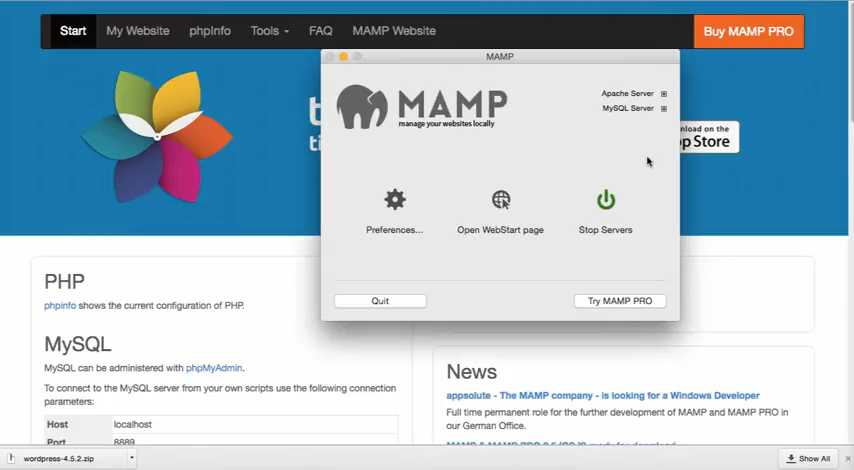 Start My Website phpInfo Tools FAQ MAMP Website Buy MAMP PRO
MAMP
Apache Server
MAMP
MySQL Server
manage your websites locally
Store
Preferences...
Open WebStart page
Stop Servers
Quit
Try MAMP PRO
PHP
phpinfo shows the current configuration of PHP.
MySQL
MySQL can be administered with phpMyAdmin.
To connect to the MySQL server from your own scripts use the following connection
parameters:
Host localhost
Port 8889
News
appsolute - The MAMP company - is looking for a Windows Developer
Full time permanent role for the further development of MAMP and MAMP PRO in
our German Office.
wordpress-4.5.2.zip
Show All